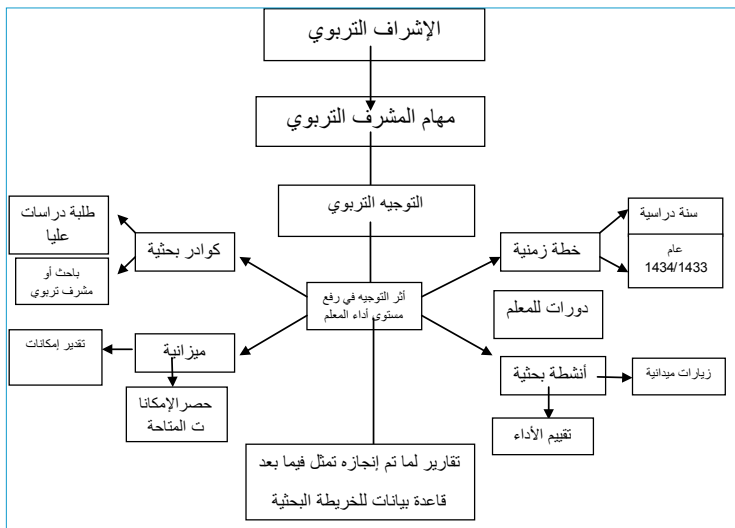 الإشراف التربوي
مهام المشرف التربوي
التوجيه التربوي
سنة دراسية
عام
1434/1433
خطة زمنية
طلبة دراسات
عليا
كوادر بحثية
باحث أو
مشرف تربوي
أثر التوجيه في رفع
مستوى أداء المعلم
دورات للمعلم
ميزانية
تقدير إمكانات
حصر الإمكانا
ت المتاحة
أنشطة بحثية
زيارات ميدانية
تقييم الأداء
تقارير لما تم إنجازه تمثل فيما بعد
قاعدة بيانات للخريطة البحثية